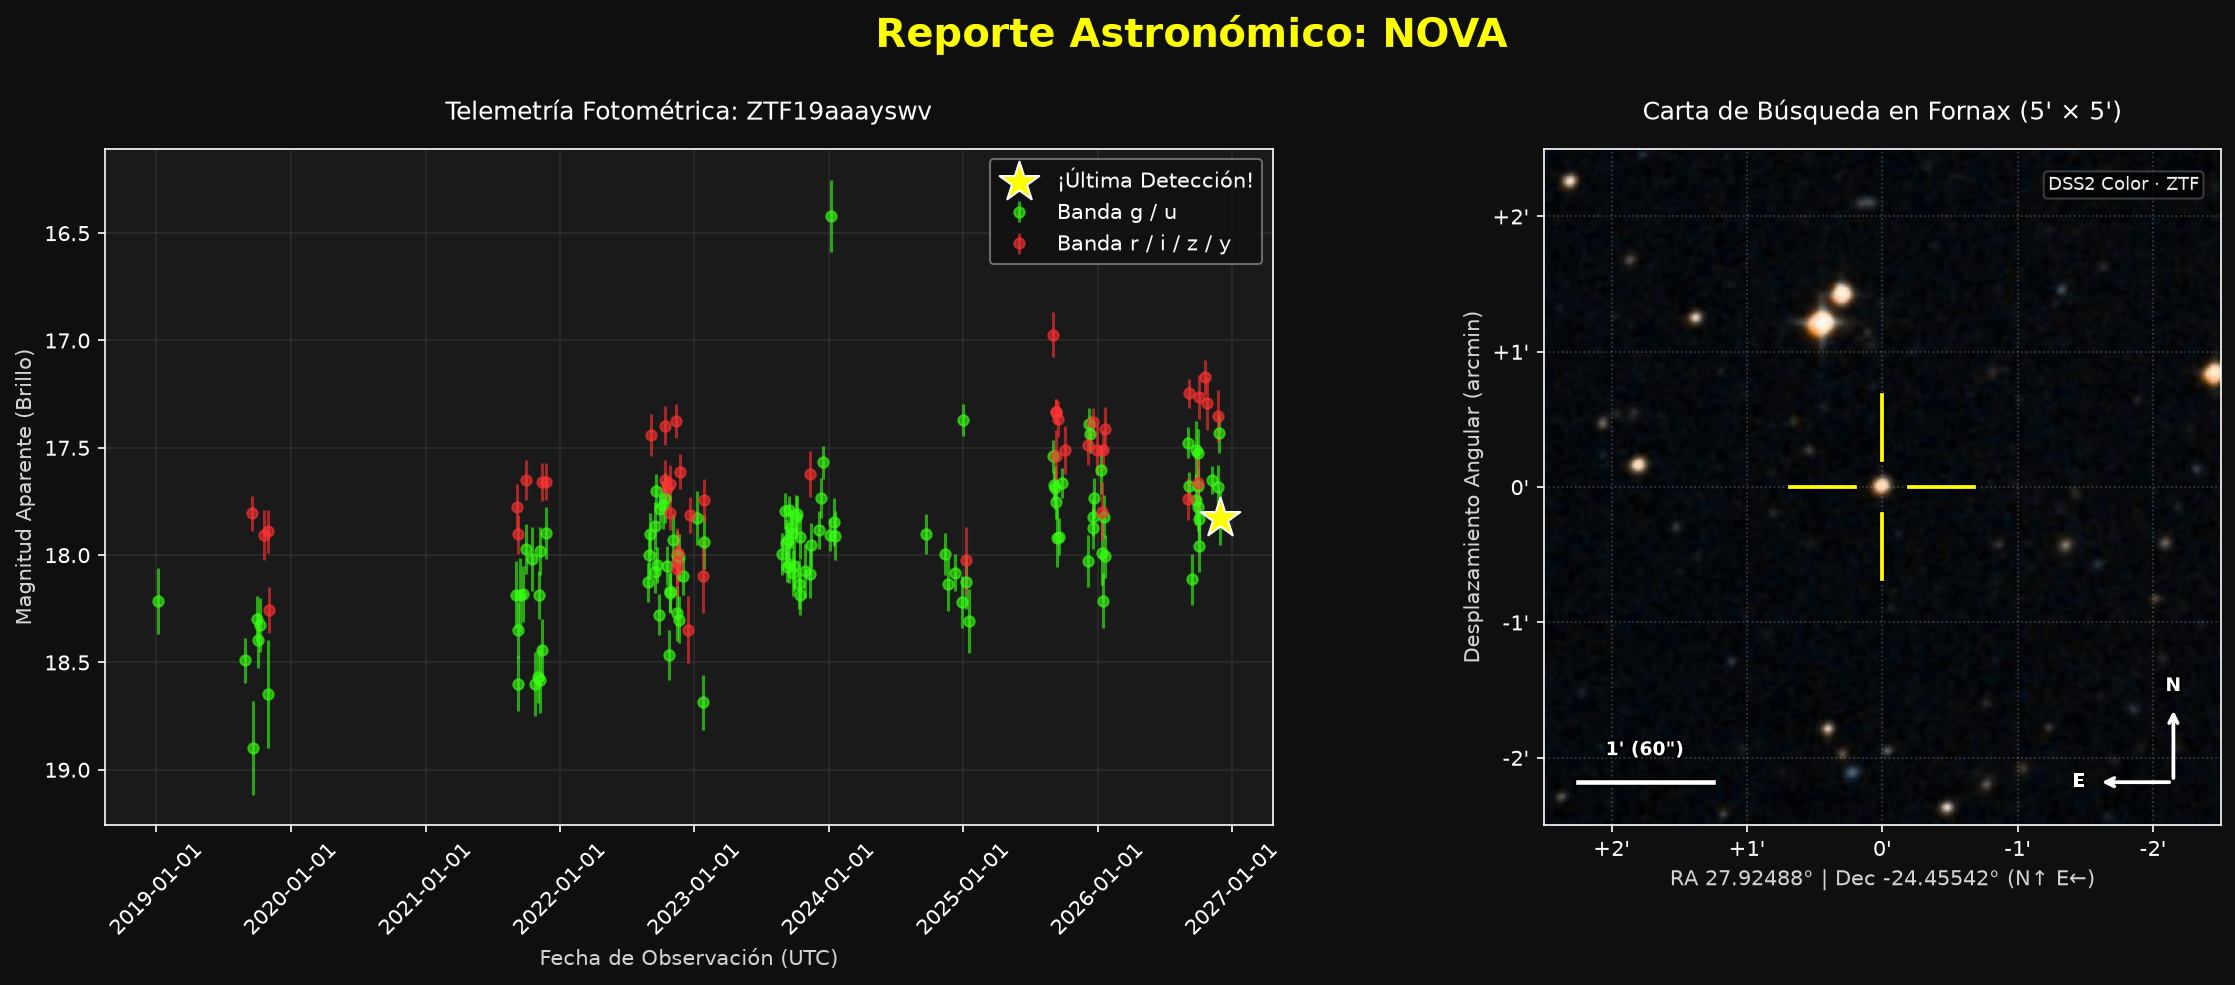 Reporte Astronómico: NOVA
Telemetría Fotométrica: ZTF19aaayswv
Magnitud Aparente (Brillo)
16.5
17.0
17.5
18.0
18.5
19.0
¡Última Detección!
Banda g / u
Banda r / i / z / y
2019-01-01
2020-01-01
2021-01-01
2022-01-01
2023-01-01
2024-01-01
2025-01-01
2026-01-01
2027-01-01
Fecha de Observación (UTC)
Carta de Búsqueda en Fornax (5' × 5')
DSS2 Color · ZTF
Desplazamiento Angular (arcmin)
+2'
+1'
0'
-1'
-2'
N
E
1' (60")
+2'
+1'
0'
-1'
-2'
RA 27.92488° | Dec -24.45542° (N↑ E←)